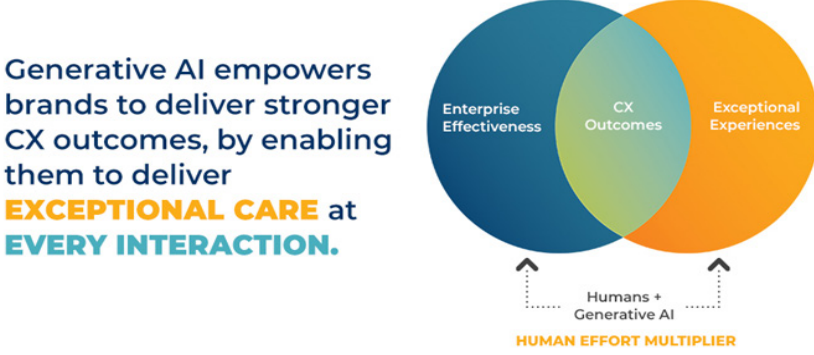 Generative AI empowers
brands to deliver stronger
CX outcomes, by enabling
them to deliver
EXCEPTIONAL CARE at
EVERY INTERACTION.
Enterprise
Effectiveness
CX
Outcomes
Exceptional
Experiences
Humans +
Generative AI
HUMAN EFFORT MULTIPLIER